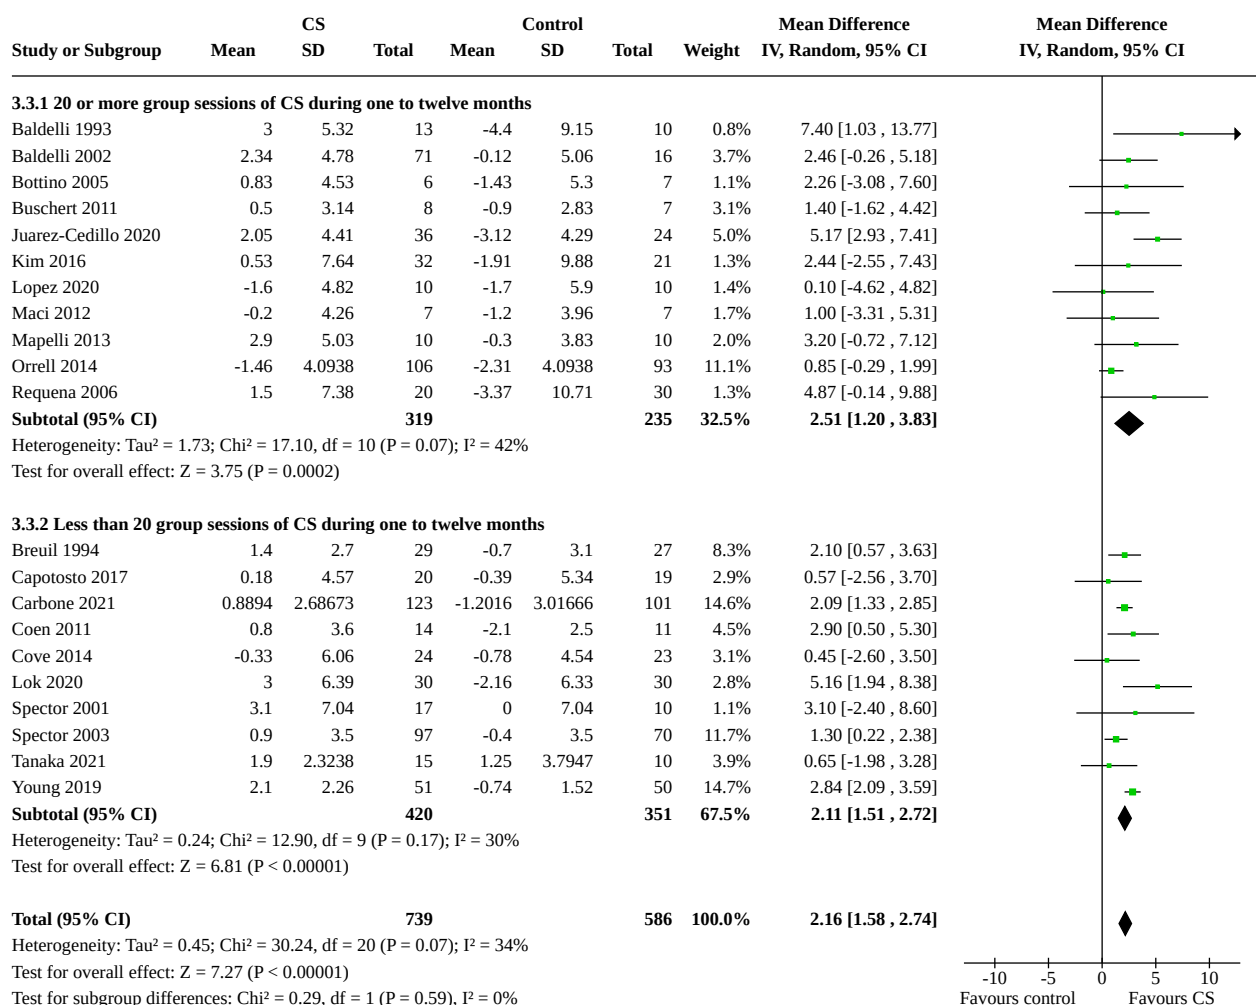 CS Control Mean Difference Mean Difference
Study or Subgroup Mean SD Total Mean SD Total Weight IV, Random, 95% CI IV, Random, 95% CI
3.3.1 20 or more group sessions of CS during one to twelve months
Baldelli 1993 3 5.32 13 -4.4 9.15 10 0.8% 7.40 [1.03 , 13.77]
Baldelli 2002 2.34 4.78 71 -0.12 5.06 16 3.7% 2.46 [-0.26 , 5.18]
Bottino 2005 0.83 4.53 6 -1.43 5.3 7 1.1% 2.26 [-3.08 , 7.60]
Buschert 2011 0.5 3.14 8 -0.9 2.83 7 3.1% 1.40 [-1.62 , 4.42]
Juarez-Cedillo 2020 2.05 4.41 36 -3.12 4.29 24 5.0% 5.17 [2.93 , 7.41]
Kim 2016 0.53 7.64 32 -1.91 9.88 21 1.3% 2.44 [-2.55 , 7.43]
Lopez 2020 -1.6 4.82 10 -1.7 5.9 10 1.4% 0.10 [-4.62 , 4.82]
Maci 2012 -0.2 4.26 7 -1.2 3.96 7 1.7% 1.00 [-3.31 , 5.31]
Mapelli 2013 2.9 5.03 10 -0.3 3.83 10 2.0% 3.20 [-0.72 , 7.12]
Orrell 2014 -1.46 4.0938 106 -2.31 4.0938 93 11.1% 0.85 [-0.29 , 1.99]
Requena 2006 1.5 7.38 20 -3.37 10.71 30 1.3% 4.87 [-0.14 , 9.88]
Subtotal (95% CI) 319 235 32.5% 2.51 [1.20 , 3.83]
Heterogeneity: Tau² = 1.73; Chi² = 17.10, df = 10 (P = 0.07); I² = 42%
Test for overall effect: Z = 3.75 (P = 0.0002)
3.3.2 Less than 20 group sessions of CS during one to twelve months
Breuil 1994 1.4 2.7 29 -0.7 3.1 27 8.3% 2.10 [0.57 , 3.63]
Capotosto 2017 0.18 4.57 20 -0.39 5.34 19 2.9% 0.57 [-2.56 , 3.70]
Carbone 2021 0.8894 2.68673 123 -1.2016 3.01666 101 14.6% 2.09 [1.33 , 2.85]
Coen 2011 0.8 3.6 14 -2.1 2.5 11 4.5% 2.90 [0.50 , 5.30]
Cove 2014 -0.33 6.06 24 -0.78 4.54 23 3.1% 0.45 [-2.60 , 3.50]
Lok 2020 3 6.39 30 -2.16 6.33 30 2.8% 5.16 [1.94 , 8.38]
Spector 2001 3.1 7.04 17 0 7.04 10 1.1% 3.10 [-2.40 , 8.60]
Spector 2003 0.9 3.5 97 -0.4 3.5 70 11.7% 1.30 [0.22 , 2.38]
Tanaka 2021 1.9 2.3238 15 1.25 3.7947 10 3.9% 0.65 [-1.98 , 3.28]
Young 2019 2.1 2.26 51 -0.74 1.52 50 14.7% 2.84 [2.09 , 3.59]
Subtotal (95% CI) 420 351 67.5% 2.11 [1.51 , 2.72]
Heterogeneity: Tau² = 0.24; Chi² = 12.90, df = 9 (P = 0.17); I² = 30%
Test for overall effect: Z = 6.81 (P < 0.00001)
Total (95% CI) 739 586 100.0% 2.16 [1.58 , 2.74]
Heterogeneity: Tau² = 0.45; Chi² = 30.24, df = 20 (P = 0.07); I² = 34%
Test for overall effect: Z = 7.27 (P < 0.00001)
-10 -5 0 5 10
Test for subgroup differences: Chi² = 0.29, df = 1 (P = 0.59), I² = 0%
Favours control Favours CS